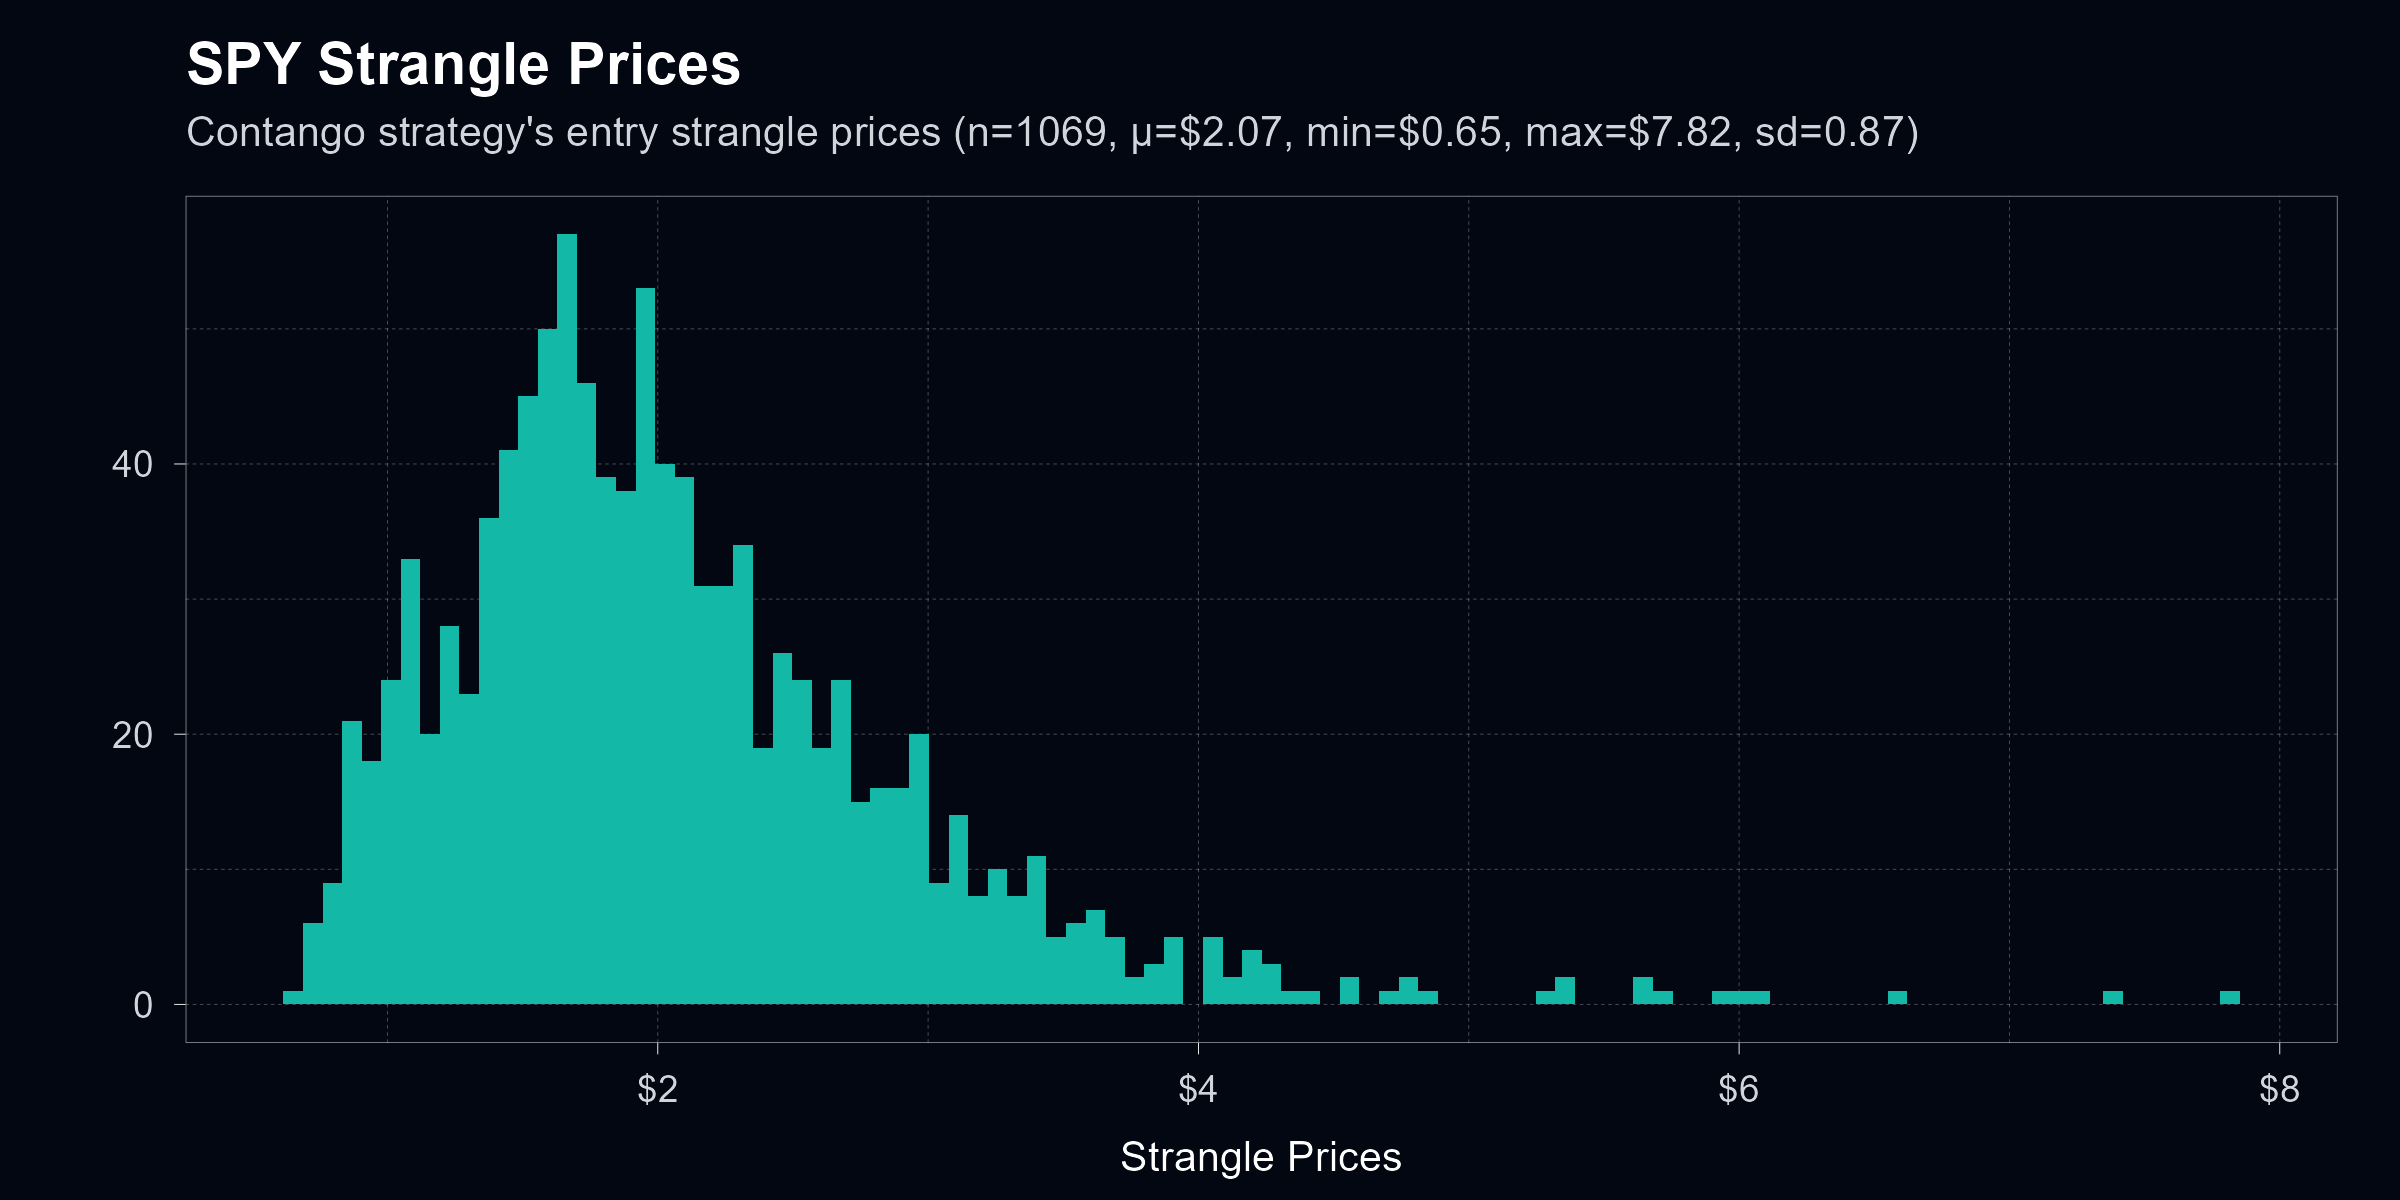 SPY Strangle Prices
Contango strategy's entry strangle prices (n=1069, μ=$2.07, min=$0.65, max=$7.82, sd=0.87)
40
20
0
$2 $4 $6 $8
Strangle Prices